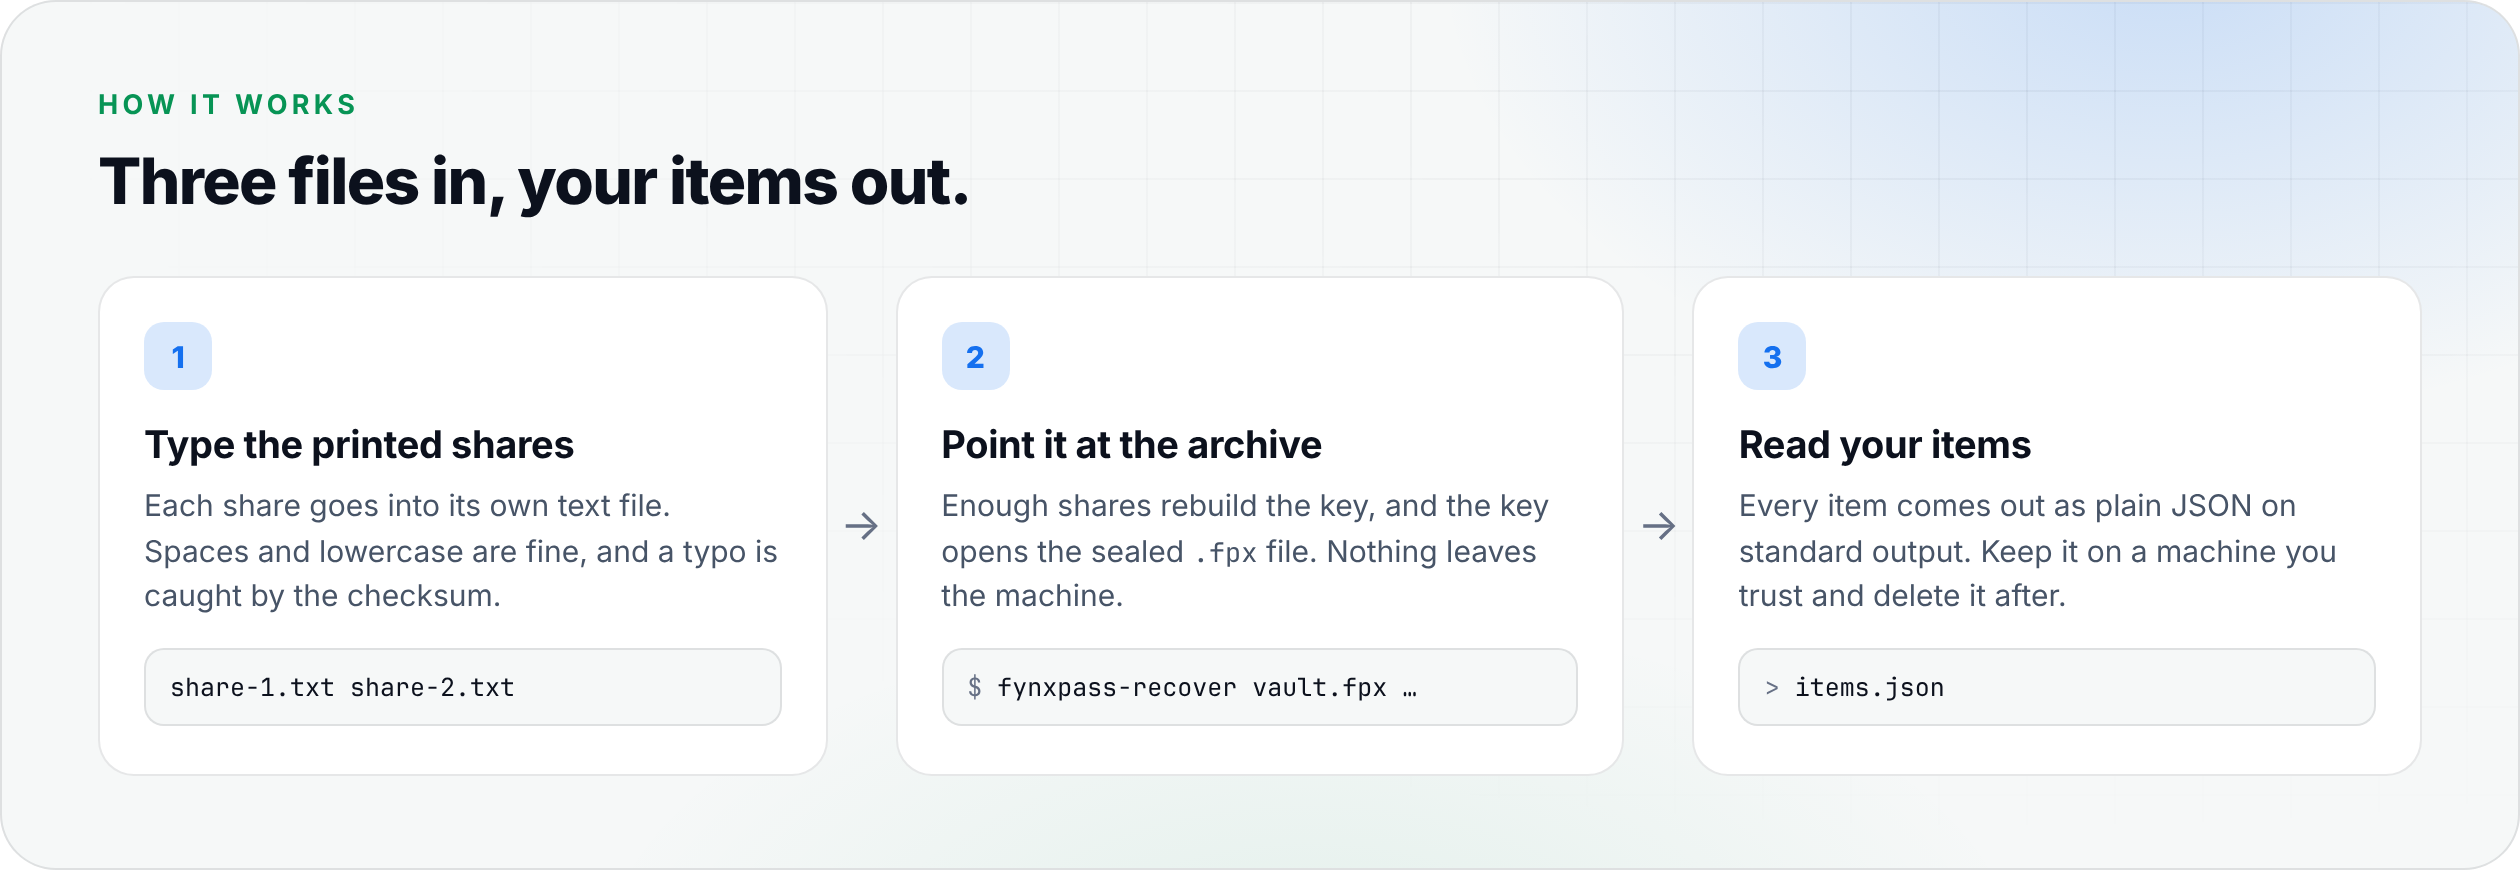 HOW IT WORKS
Three files in, your items out.
1
Type the printed shares
Each share goes into its own text file.
Spaces and lowercase are fine, and a typo is
caught by the checksum.
share-1.txt share-2.txt
2
Point it at the archive
Enough shares rebuild the key, and the key
opens the sealed .fpx file. Nothing leaves
the machine.
$ fynxpass-recover vault.fpx …
3
Read your items
Every item comes out as plain JSON on
standard output. Keep it on a machine you
trust and delete it after.
> items.json